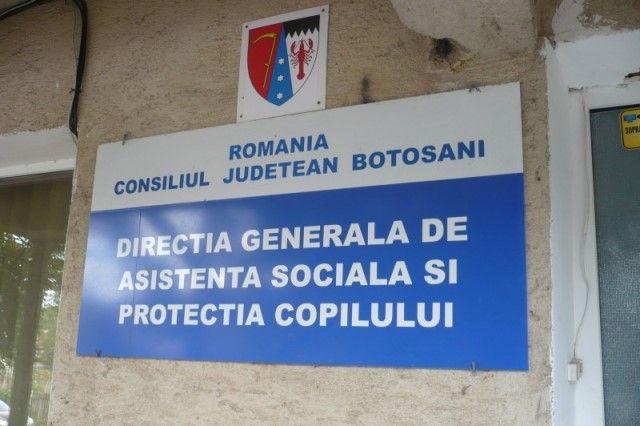 ROMANIA
CONSILIUL JUDETEAN BOTOSANI
DIRECTIA GENERALA DE
ASISTENTA SOCIALA SI
PROTECTIA COPILULUI